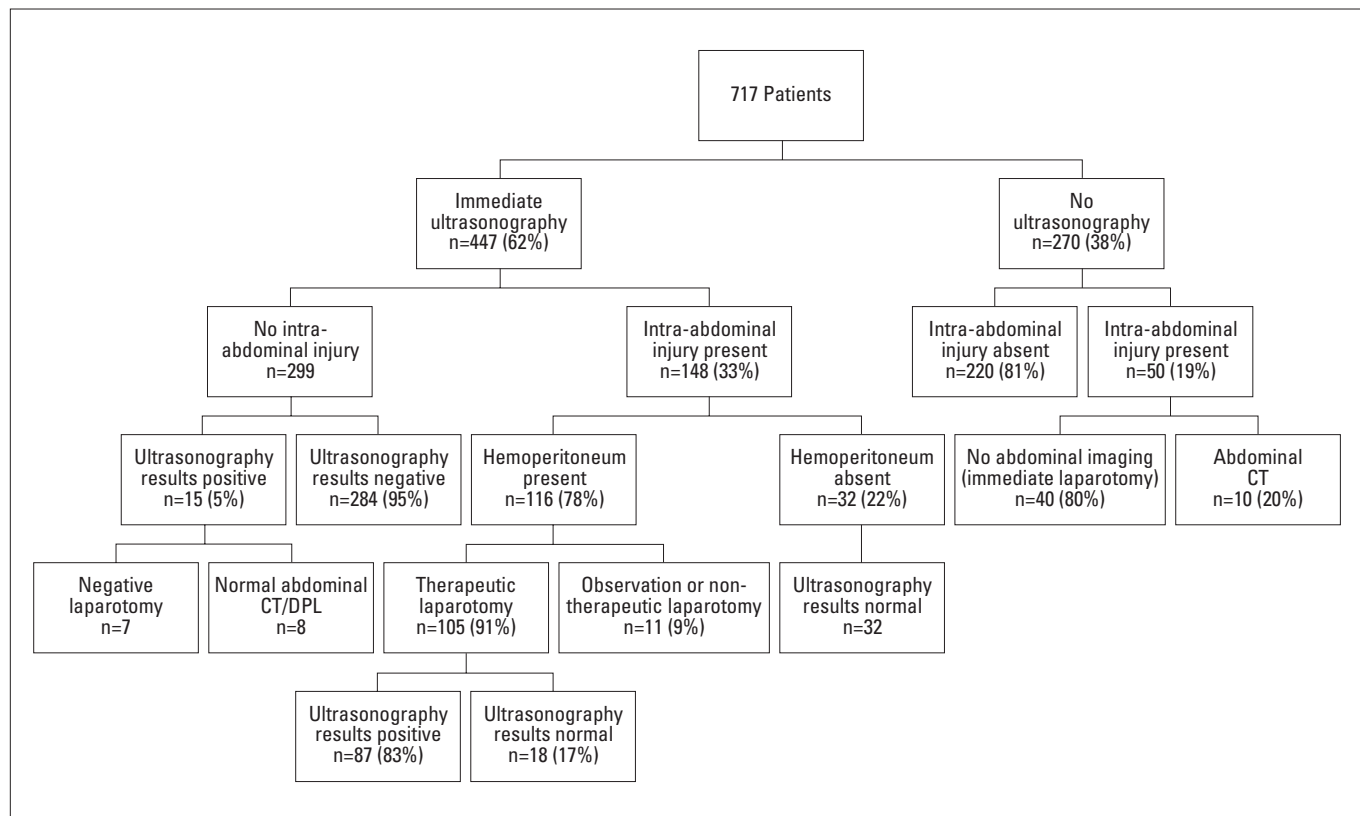 717 Patients
Immediate
ultrasonography
n=447 (62%)
No
ultrasonography
n=270 (38%)
No intra-
abdominal injury
n=299
Intra-abdominal
injury present
n=148 (33%)
Intra-abdominal
injury absent
n=220 (81%)
Intra-abdominal
injury present
n=50 (19%)
Ultrasonography
results positive
n=15 (5%)
Ultrasonography
results negative
n=284 (95%)
Hemoperitoneum
present
n=116 (78%)
Hemoperitoneum
absent
n=32 (22%)
No abdominal imaging
(immediate laparotomy)
n=40 (80%)
Abdominal
CT
n=10 (20%)
Negative
laparotomy
n=7
Normal abdominal
CT/DPL
n=8
Therapeutic
laparotomy
n=105 (91%)
Observation or non-
therapeutic laparotomy
n=11 (9%)
Ultrasonography
results normal
n=32
Ultrasonography
results positive
n=87 (83%)
Ultrasonography
results normal
n=18 (17%)